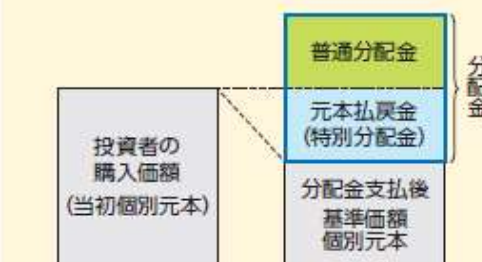 普通分配金
分配金
元本払戻金
(特別分配金)
投資者の
購入価額
(当初個別元本)
分配金支払後
基準価額
個別元本